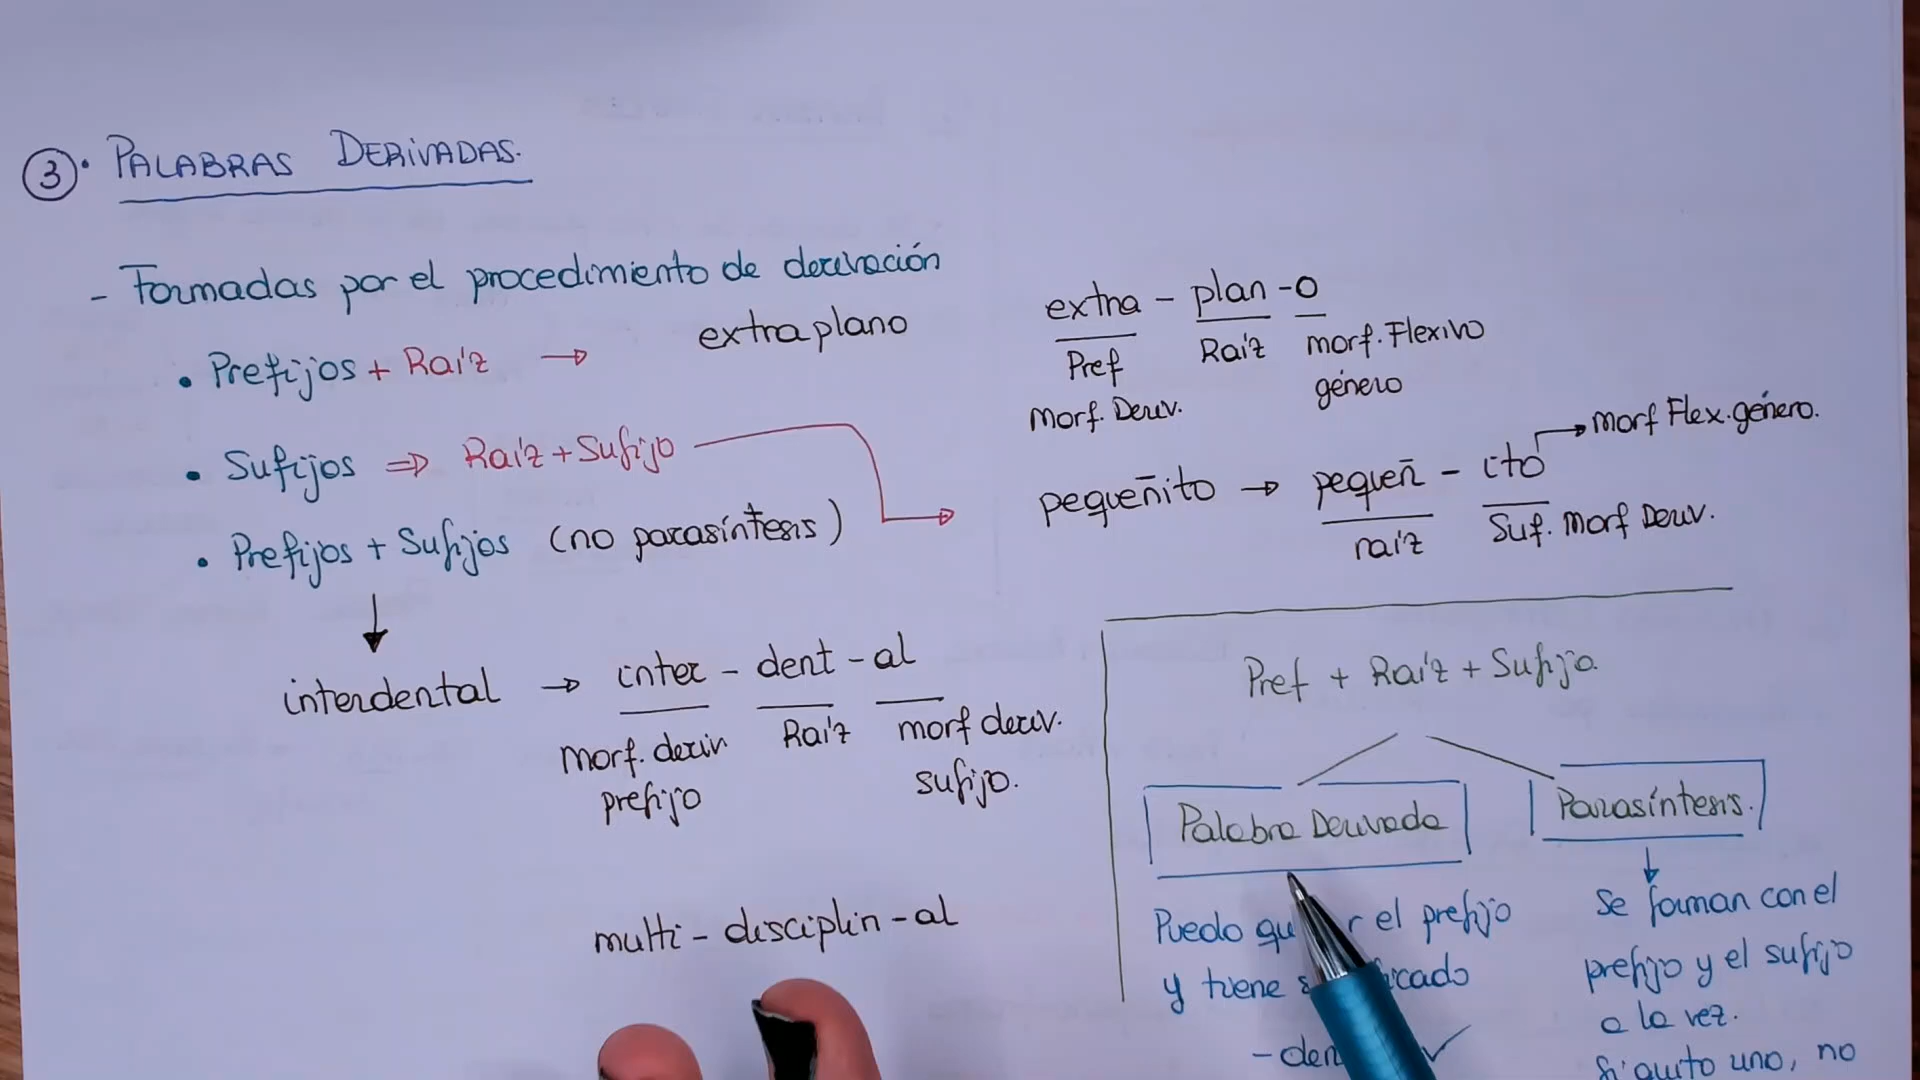 3. PALABRAS DERIVADAS.
- Formadas por el procedimiento de derivación
• Prefijos + Raíz → extraplano
• Sufijos ⇒ Raíz + Sufijo
• Prefijos + Sufijos (no parasíntesis)
interdental → inter - dent - al
morf. deriv prefijo
Raíz
morf deriv. sufijo.
multi - disciplin - al
extra - plan - o
Pref
Morf. Deriv.
Raíz
morf. Flexivo género
pequeñito → pequeñ - ito → morf Flex. género.
raíz
Suf. Morf Deriv.
Pref + Raíz + Sufijo.
Palabra Derivada
Puedo el prefijo
y tiene
Parasíntesis.
Se forman con el
prefijo y el sufijo
a la vez.
Si quito uno, no